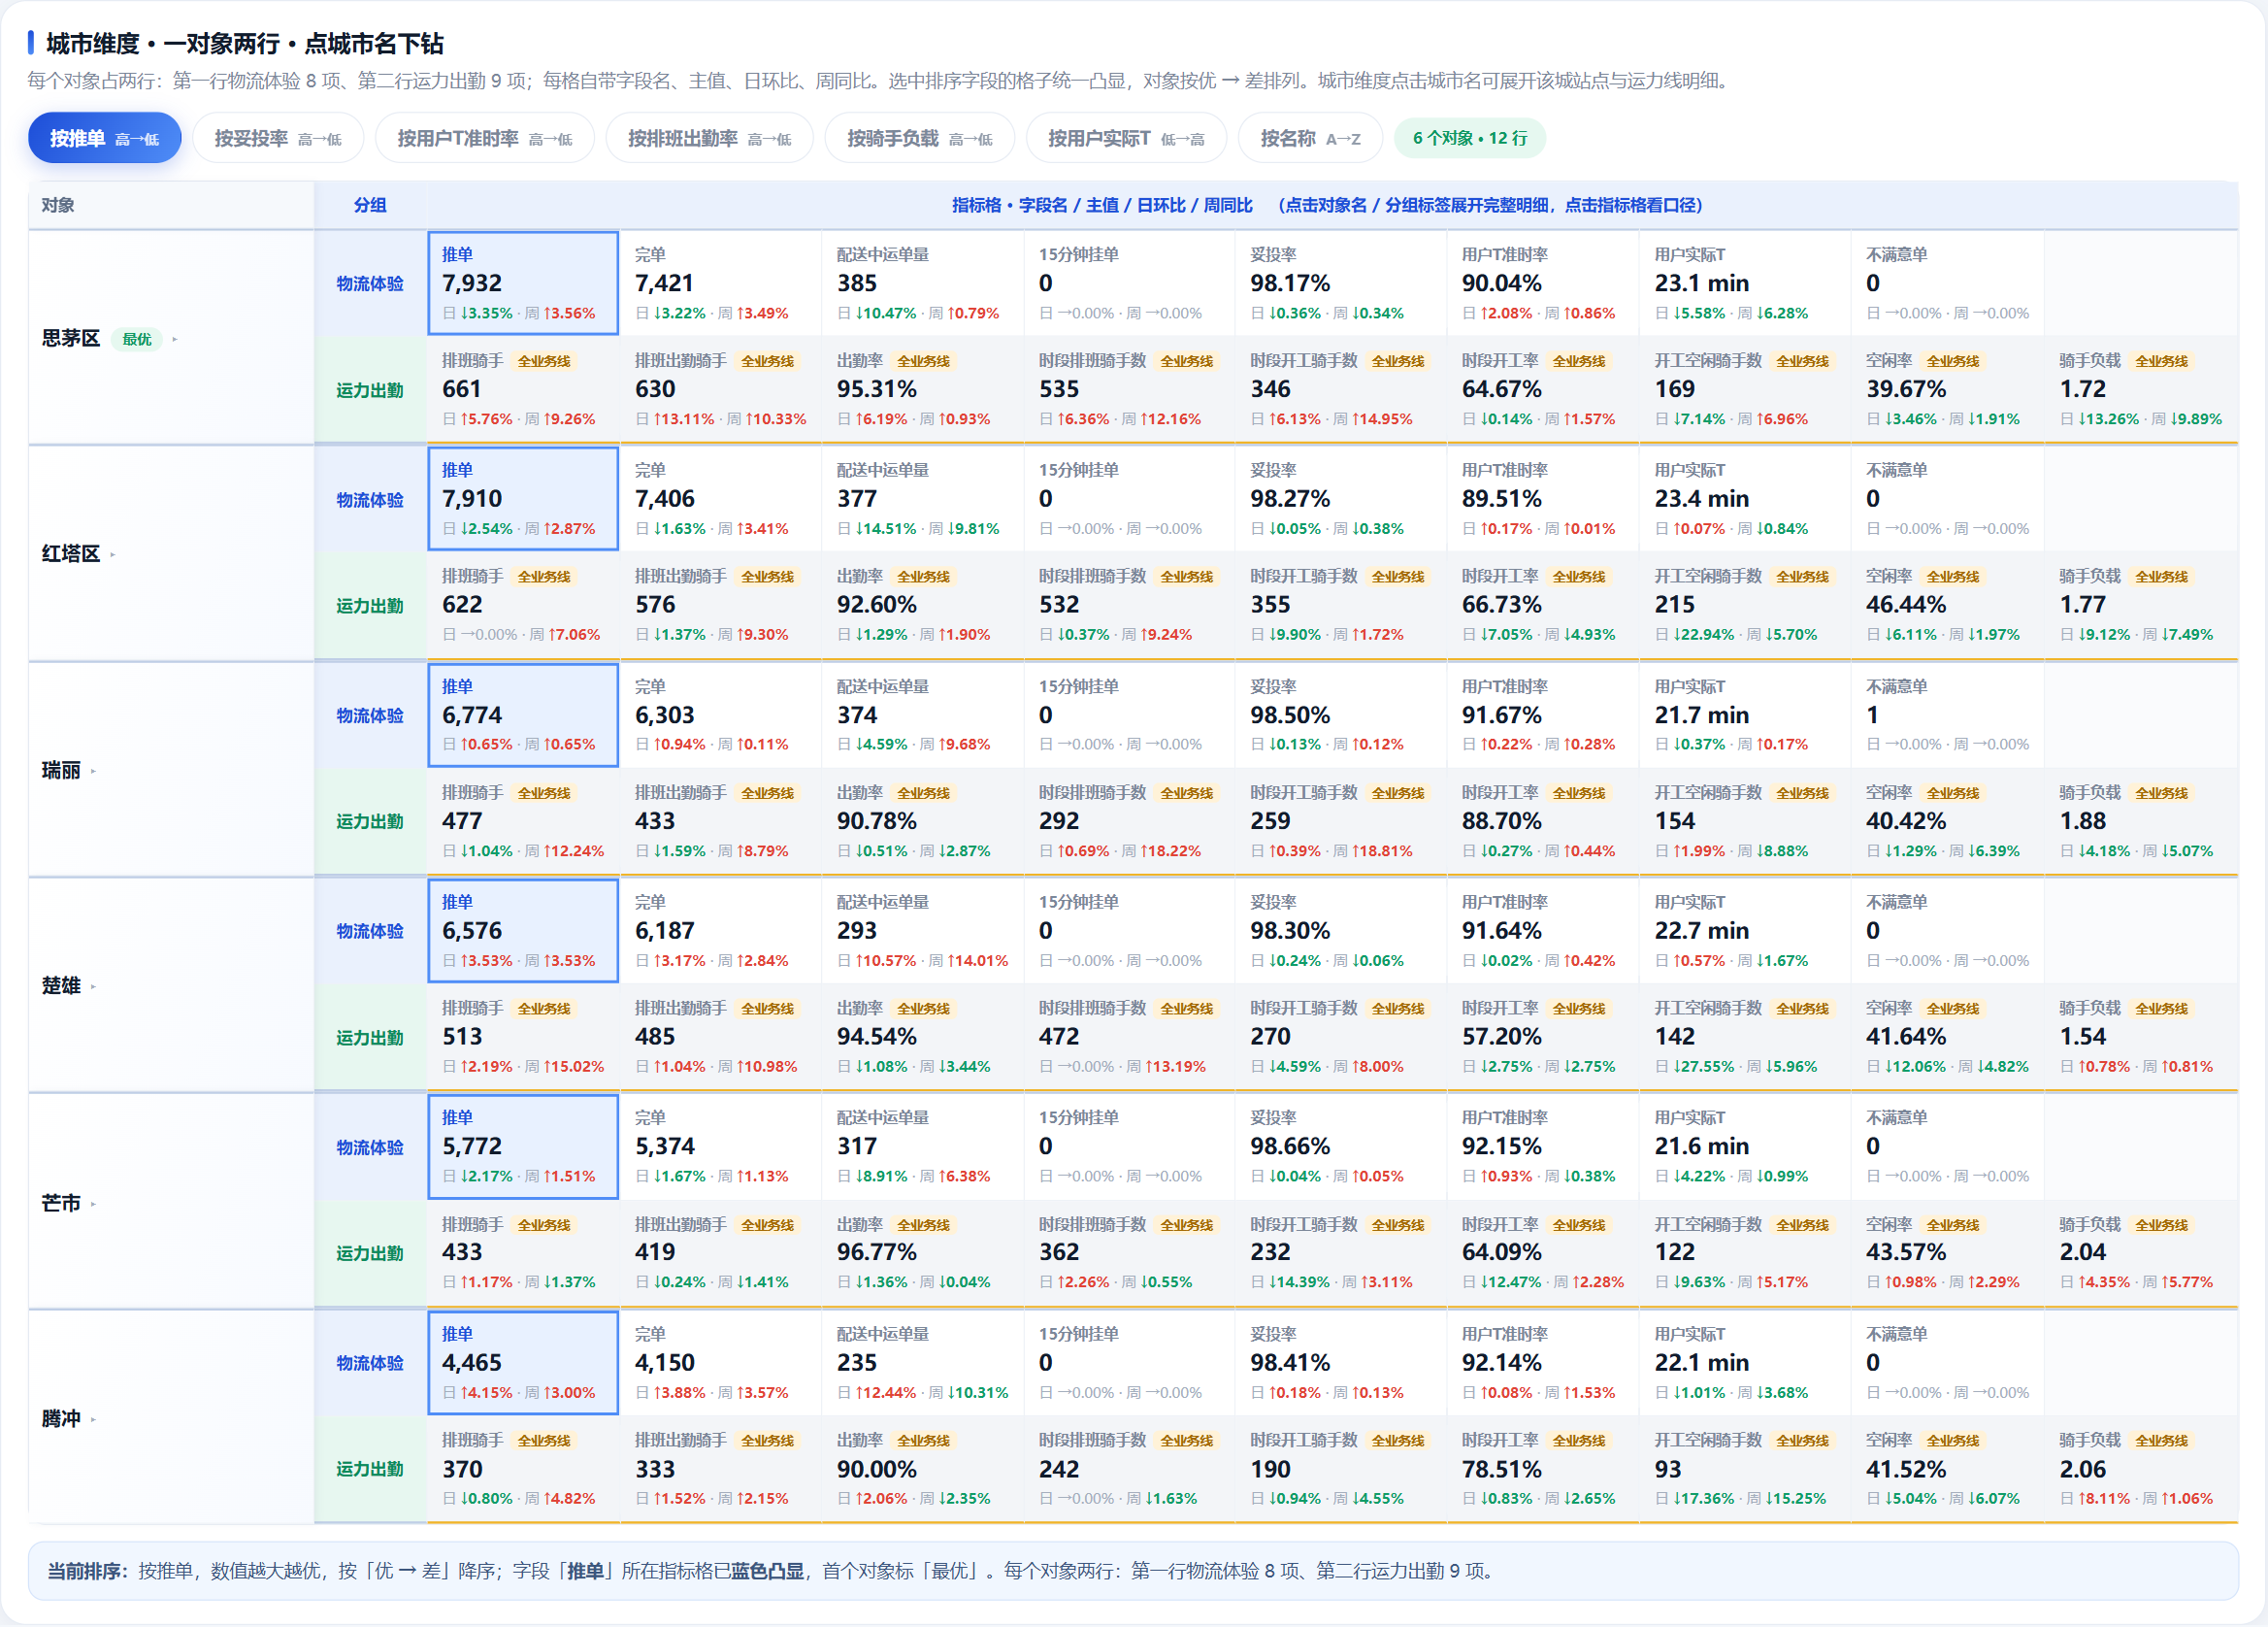 城市维度 • 一对象两行 • 点城市名下钻
每个对象占两行：第一行物流体验 8 项、第二行运力出勤 9 项；每格自带字段名、主值、日环比、周同比。选中排序字段的格子统一凸显，对象按优 → 差排列。城市维度点击城市名可展开该城站点与运力线明细。
按推单 高→低 按妥投率 高→低 按用户T准时率 高→低 按排班出勤率 高→低 按骑手负载 高→低 按用户实际T 低→高 按名称 A→Z 6 个对象 • 12 行
对象 分组 指标格 • 字段名 / 主值 / 日环比 / 周同比 （点击对象名 / 分组标签展开完整明细，点击指标格看口径）
思茅区 最优 ▸
物流体验
推单 完单 配送中运单量 15分钟挂单 妥投率 用户T准时率 用户实际T 不满意单
7,932 7,421 385 0 98.17% 90.04% 23.1 min 0
日 ↓3.35% · 周 ↑3.56% 日 ↓3.22% · 周 ↑3.49% 日 ↓10.47% · 周 ↑0.79% 日 →0.00% · 周 →0.00% 日 ↓0.36% · 周 ↓0.34% 日 ↑2.08% · 周 ↑0.86% 日 ↓5.58% · 周 ↓6.28% 日 →0.00% · 周 →0.00%
运力出勤
排班骑手 全业务线 排班出勤骑手 全业务线 出勤率 全业务线 时段排班骑手数 全业务线 时段开工骑手数 全业务线 时段开工率 全业务线 开工空闲骑手数 全业务线 空闲率 全业务线 骑手负载 全业务线
661 630 95.31% 535 346 64.67% 169 39.67% 1.72
日 ↑5.76% · 周 ↑9.26% 日 ↑13.11% · 周 ↑10.33% 日 ↑6.19% · 周 ↑0.93% 日 ↑6.36% · 周 ↑12.16% 日 ↑6.13% · 周 ↑14.95% 日 ↓0.14% · 周 ↑1.57% 日 ↓7.14% · 周 ↑6.96% 日 ↓3.46% · 周 ↓1.91% 日 ↓13.26% · 周 ↓9.89%
红塔区 ▸
物流体验
推单 完单 配送中运单量 15分钟挂单 妥投率 用户T准时率 用户实际T 不满意单
7,910 7,406 377 0 98.27% 89.51% 23.4 min 0
日 ↓2.54% · 周 ↑2.87% 日 ↓1.63% · 周 ↑3.41% 日 ↓14.51% · 周 ↓9.81% 日 →0.00% · 周 →0.00% 日 ↓0.05% · 周 ↓0.38% 日 ↑0.17% · 周 ↑0.01% 日 ↑0.07% · 周 ↓0.84% 日 →0.00% · 周 →0.00%
运力出勤
排班骑手 全业务线 排班出勤骑手 全业务线 出勤率 全业务线 时段排班骑手数 全业务线 时段开工骑手数 全业务线 时段开工率 全业务线 开工空闲骑手数 全业务线 空闲率 全业务线 骑手负载 全业务线
622 576 92.60% 532 355 66.73% 215 46.44% 1.77
日 →0.00% · 周 ↑7.06% 日 ↓1.37% · 周 ↑9.30% 日 ↓1.29% · 周 ↑1.90% 日 ↓0.37% · 周 ↑9.24% 日 ↓9.90% · 周 ↑1.72% 日 ↓7.05% · 周 ↓4.93% 日 ↓22.94% · 周 ↓5.70% 日 ↓6.11% · 周 ↓1.97% 日 ↓9.12% · 周 ↓7.49%
瑞丽 ▸
物流体验
推单 完单 配送中运单量 15分钟挂单 妥投率 用户T准时率 用户实际T 不满意单
6,774 6,303 374 0 98.50% 91.67% 21.7 min 1
日 ↑0.65% · 周 ↑0.65% 日 ↑0.94% · 周 ↑0.11% 日 ↓4.59% · 周 ↑9.68% 日 →0.00% · 周 →0.00% 日 ↓0.13% · 周 ↑0.12% 日 ↑0.22% · 周 ↑0.28% 日 ↓0.37% · 周 ↑0.17% 日 →0.00% · 周 →0.00%
运力出勤
排班骑手 全业务线 排班出勤骑手 全业务线 出勤率 全业务线 时段排班骑手数 全业务线 时段开工骑手数 全业务线 时段开工率 全业务线 开工空闲骑手数 全业务线 空闲率 全业务线 骑手负载 全业务线
477 433 90.78% 292 259 88.70% 154 40.42% 1.88
日 ↓1.04% · 周 ↑12.24% 日 ↓1.59% · 周 ↑8.79% 日 ↓0.51% · 周 ↓2.87% 日 ↑0.69% · 周 ↑18.22% 日 ↑0.39% · 周 ↑18.81% 日 ↓0.27% · 周 ↑0.44% 日 ↑1.99% · 周 ↓8.88% 日 ↓1.29% · 周 ↓6.39% 日 ↓4.18% · 周 ↓5.07%
楚雄 ▸
物流体验
推单 完单 配送中运单量 15分钟挂单 妥投率 用户T准时率 用户实际T 不满意单
6,576 6,187 293 0 98.30% 91.64% 22.7 min 0
日 ↑3.53% · 周 ↑3.53% 日 ↑3.17% · 周 ↑2.84% 日 ↑10.57% · 周 ↑14.01% 日 →0.00% · 周 →0.00% 日 ↓0.24% · 周 ↓0.06% 日 ↓0.02% · 周 ↑0.42% 日 ↑0.57% · 周 ↓1.67% 日 →0.00% · 周 →0.00%
运力出勤
排班骑手 全业务线 排班出勤骑手 全业务线 出勤率 全业务线 时段排班骑手数 全业务线 时段开工骑手数 全业务线 时段开工率 全业务线 开工空闲骑手数 全业务线 空闲率 全业务线 骑手负载 全业务线
513 485 94.54% 472 270 57.20% 142 41.64% 1.54
日 ↑2.19% · 周 ↑15.02% 日 ↑1.04% · 周 ↑10.98% 日 ↓1.08% · 周 ↓3.44% 日 →0.00% · 周 ↑13.19% 日 ↓4.59% · 周 ↑8.00% 日 ↓2.75% · 周 ↓2.75% 日 ↓27.55% · 周 ↓5.96% 日 ↓12.06% · 周 ↓4.82% 日 ↑0.78% · 周 ↑0.81%
芒市 ▸
物流体验
推单 完单 配送中运单量 15分钟挂单 妥投率 用户T准时率 用户实际T 不满意单
5,772 5,374 317 0 98.66% 92.15% 21.6 min 0
日 ↓2.17% · 周 ↑1.51% 日 ↓1.67% · 周 ↑1.13% 日 ↓8.91% · 周 ↑6.38% 日 →0.00% · 周 →0.00% 日 ↓0.04% · 周 ↑0.05% 日 ↑0.93% · 周 ↓0.38% 日 ↓4.22% · 周 ↓0.99% 日 →0.00% · 周 →0.00%
运力出勤
排班骑手 全业务线 排班出勤骑手 全业务线 出勤率 全业务线 时段排班骑手数 全业务线 时段开工骑手数 全业务线 时段开工率 全业务线 开工空闲骑手数 全业务线 空闲率 全业务线 骑手负载 全业务线
433 419 96.77% 362 232 64.09% 122 43.57% 2.04
日 ↑1.17% · 周 ↓1.37% 日 ↓0.24% · 周 ↓1.41% 日 ↓1.36% · 周 ↓0.04% 日 ↑2.26% · 周 ↓0.55% 日 ↓14.39% · 周 ↑3.11% 日 ↓12.47% · 周 ↑2.28% 日 ↓9.63% · 周 ↑5.17% 日 ↑0.98% · 周 ↑2.29% 日 ↑4.35% · 周 ↑5.77%
腾冲 ▸
物流体验
推单 完单 配送中运单量 15分钟挂单 妥投率 用户T准时率 用户实际T 不满意单
4,465 4,150 235 0 98.41% 92.14% 22.1 min 0
日 ↑4.15% · 周 ↑3.00% 日 ↑3.88% · 周 ↑3.57% 日 ↑12.44% · 周 ↓10.31% 日 →0.00% · 周 →0.00% 日 ↑0.18% · 周 ↑0.13% 日 ↑0.08% · 周 ↑1.53% 日 ↓1.01% · 周 ↓3.68% 日 →0.00% · 周 →0.00%
运力出勤
排班骑手 全业务线 排班出勤骑手 全业务线 出勤率 全业务线 时段排班骑手数 全业务线 时段开工骑手数 全业务线 时段开工率 全业务线 开工空闲骑手数 全业务线 空闲率 全业务线 骑手负载 全业务线
370 333 90.00% 242 190 78.51% 93 41.52% 2.06
日 ↓0.80% · 周 ↑4.82% 日 ↑1.52% · 周 ↑2.15% 日 ↑2.06% · 周 ↓2.35% 日 →0.00% · 周 ↓1.63% 日 ↓0.94% · 周 ↓4.55% 日 ↓0.83% · 周 ↓2.65% 日 ↓17.36% · 周 ↓15.25% 日 ↓5.04% · 周 ↓6.07% 日 ↑8.11% · 周 ↑1.06%
当前排序：按推单，数值越大越优，按「优 → 差」降序；字段「推单」所在指标格已蓝色凸显，首个对象标「最优」。每个对象两行：第一行物流体验 8 项、第二行运力出勤 9 项。